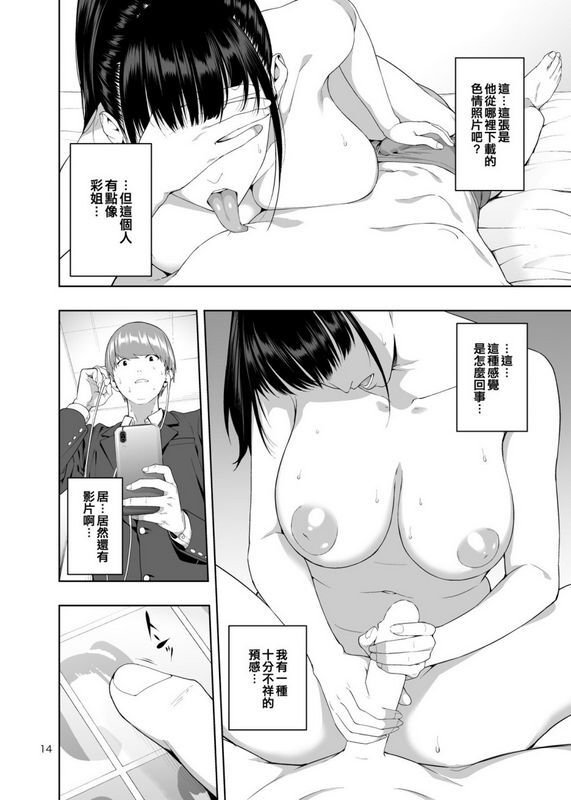 這…這張是
他從哪裡下載的
色情照片吧？
…但這個人
有點像
彩姐…
…這…
這種感覺
是怎麼回事…
居…居然還有
影片啊…
我有一種
十分不祥的
預感…
14